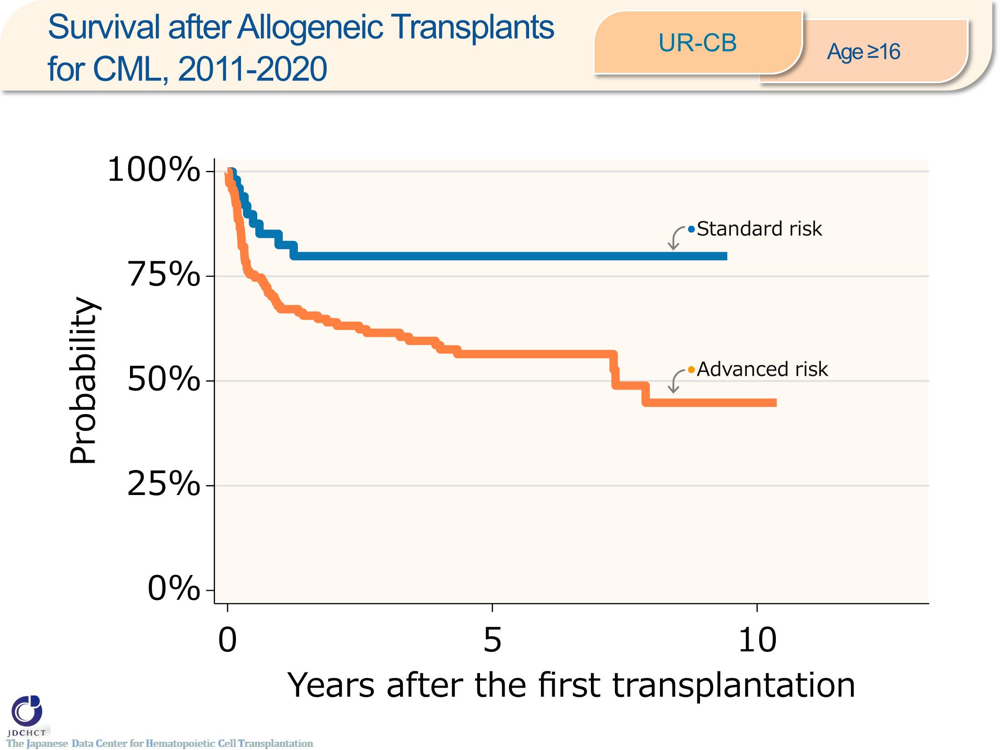 Survival after Allogeneic Transplants
for CML, 2011-2020
UR-CB
Age ≥16
100%
75%
50%
25%
0%
Probability
Standard risk
Advanced risk
0 5 10
Years after the first transplantation
JDCHCT
The Japanese Data Center for Hematopoietic Cell Transplantation